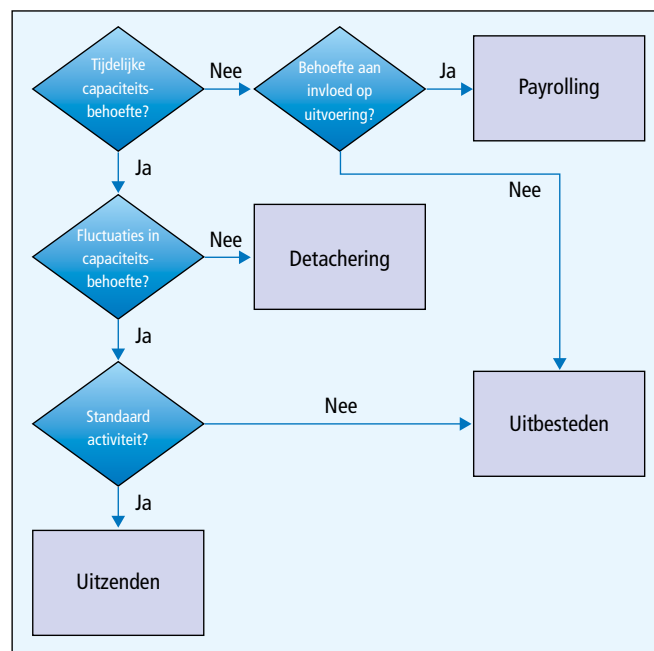 Tijdelijke
capaciteits-
behoefte?
Nee
Behoefte aan
invloed op
uitvoering?
Ja
Payrolling
Ja
Nee
Fluctuaties in
capaciteits-
behoefte?
Nee
Detachering
Ja
Standaard
activiteit?
Nee
Uitbesteden
Ja
Uitzenden